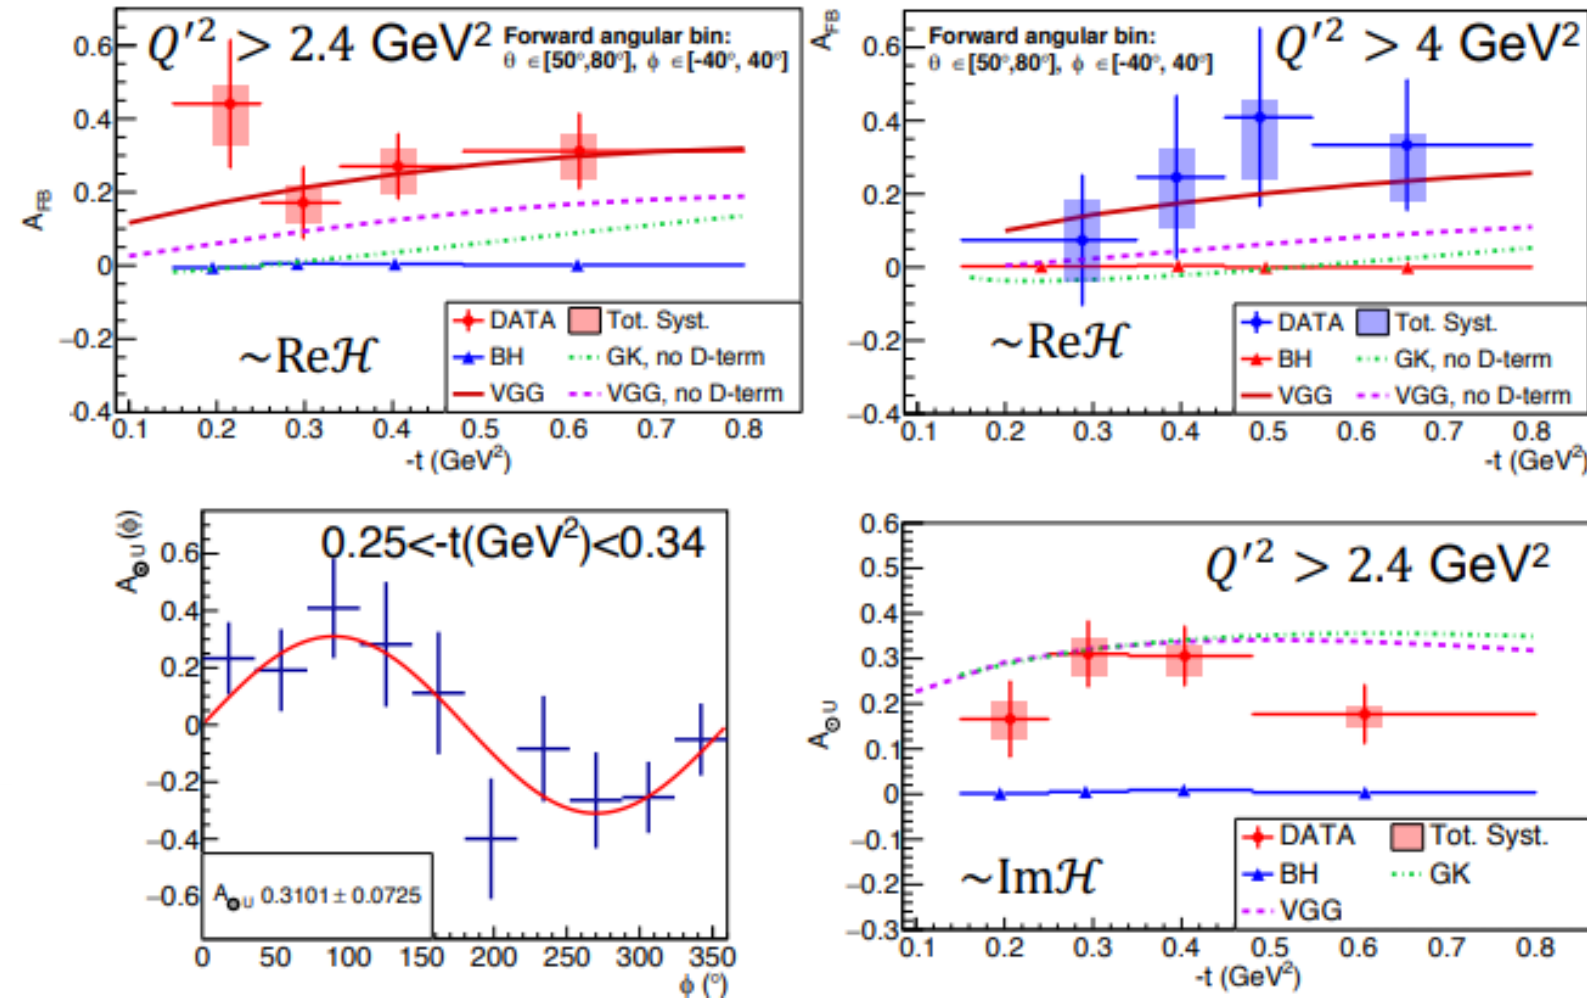 Q′² > 2.4 GeV²
Forward angular bin:
θ ∈[50°,80°], ϕ ∈[-40°, 40°]
A_FB
0.6
0.4
0.2
0
−0.2
-0.4
~Reℋ
DATA Tot. Syst.
BH GK, no D-term
VGG VGG, no D-term
0.1 0.2 0.3 0.4 0.5 0.6 0.7 0.8
-t (GeV²)
Forward angular bin:
θ ∈[50°,80°], ϕ ∈[-40°, 40°]
Q′² > 4 GeV²
A_FB
0.6
0.4
0.2
0
−0.2
−0.4
~Reℋ
DATA Tot. Syst.
BH GK, no D-term
VGG VGG, no D-term
0.1 0.2 0.3 0.4 0.5 0.6 0.7 0.8
-t (GeV²)
0.25<-t(GeV²)<0.34
A_⊙U(ϕ)
0.6
0.4
0.2
0
−0.2
−0.4
−0.6
A_⊙U 0.3101 ± 0.0725
0 50 100 150 200 250 300 350
ϕ (°)
Q′² > 2.4 GeV²
A_⊙U
0.6
0.5
0.4
0.3
0.2
0.1
0
−0.1
−0.2
−0.3
~Imℋ
DATA Tot. Syst.
BH GK
VGG
0.1 0.2 0.3 0.4 0.5 0.6 0.7 0.8
-t (GeV²)